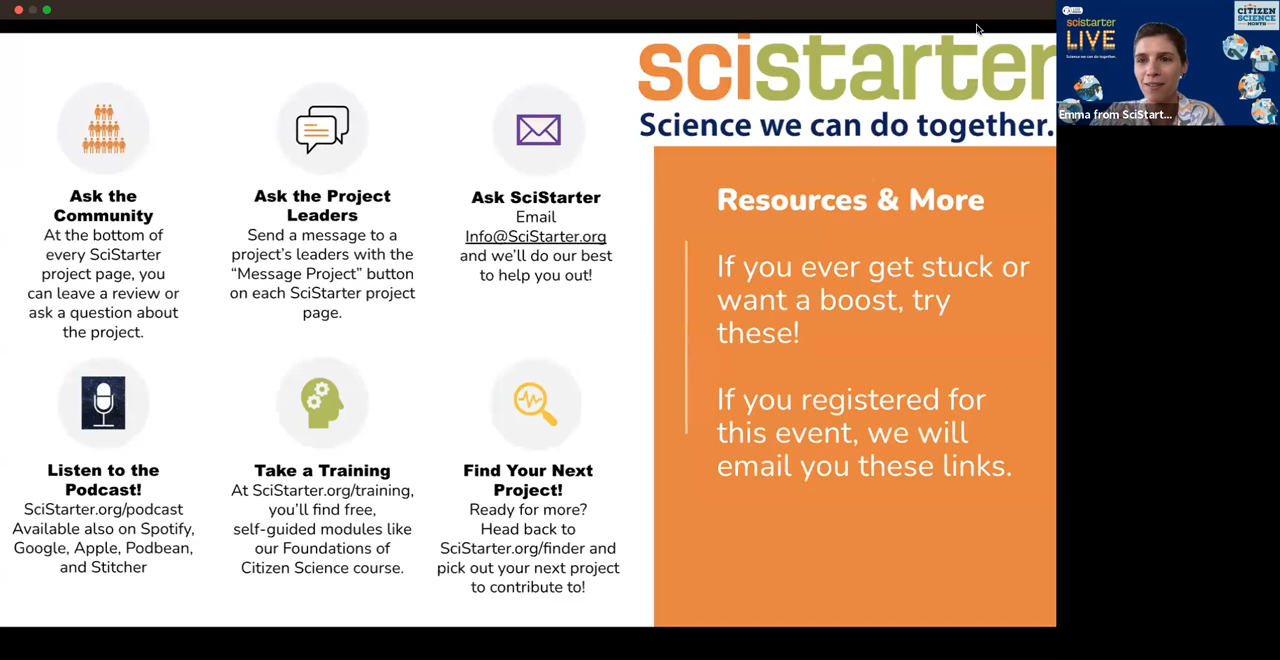 scistarter
Science we can do together.
Ask the
Community
At the bottom of
every SciStarter
project page, you
can leave a review or
ask a question about
the project.
Ask the Project
Leaders
Send a message to a
project's leaders with the
“Message Project” button
on each SciStarter project
page.
Ask SciStarter
Email
Info@SciStarter.org
and we'll do our best
to help you out!
Listen to the
Podcast!
SciStarter.org/podcast
Available also on Spotify,
Google, Apple, Podbean,
and Stitcher
Take a Training
At SciStarter.org/training,
you'll find free,
self-guided modules like
our Foundations of
Citizen Science course.
Find Your Next
Project!
Ready for more?
Head back to
SciStarter.org/finder and
pick out your next project
to contribute to!
Resources & More
If you ever get stuck or
want a boost, try
these!
If you registered for
this event, we will
email you these links.
scistarter
LIVE
Science we can do together.
CITIZEN
SCIENCE
MONTH
Emma from SciStart...